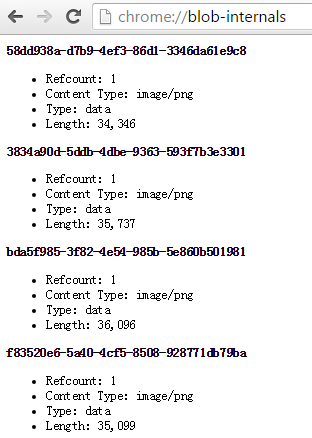 chrome://blob-internals
58dd938a-d7b9-4ef3-86d1-3346da61e9c8
Refcount: 1
Content Type: image/png
Type: data
Length: 34,346
3834a90d-5ddb-4dbe-9363-593f7b3e3301
Refcount: 1
Content Type: image/png
Type: data
Length: 35,737
bda5f985-3f82-4e54-985b-5e860b501981
Refcount: 1
Content Type: image/png
Type: data
Length: 36,096
f83520e6-5a40-4cf5-8508-928771db79ba
Refcount: 1
Content Type: image/png
Type: data
Length: 35,099